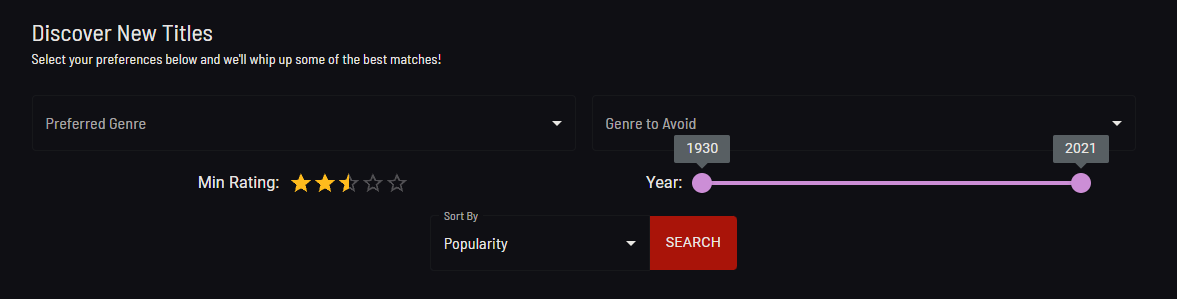 Discover New Titles
Select your preferences below and we'll whip up some of the best matches!
Preferred Genre
Genre to Avoid
1930
2021
Min Rating:
Year:
Sort By
Popularity
SEARCH